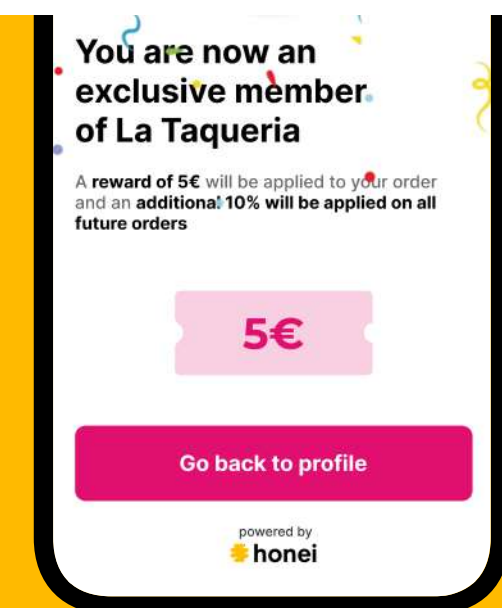 You are now an
exclusive member
of La Taqueria
A reward of 5€ will be applied to your order
and an additional 10% will be applied on all
future orders
5€
Go back to profile
powered by
honei